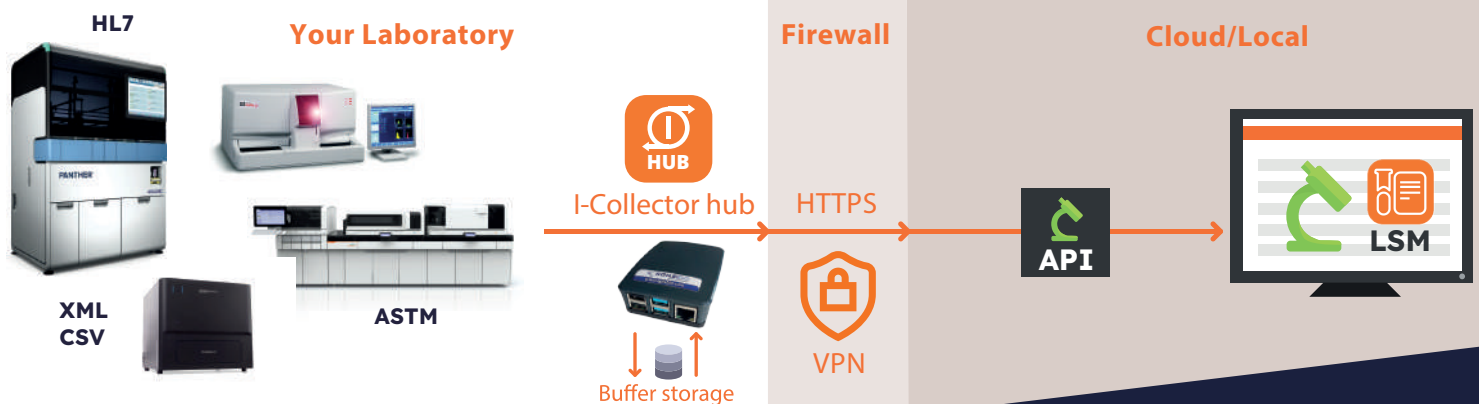 HL7
Your Laboratory
Firewall
Cloud/Local
PANTHER
HUB
I-Collector hub
HTTPS
API
LSM
XML
CSV
ASTM
VPN
Buffer storage